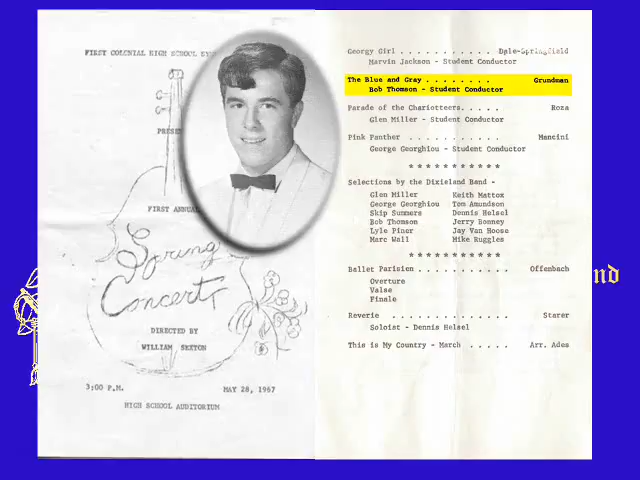 FIRST COLONIAL HIGH SCHOOL
FIRST ANNUAL
Spring
Concert
DIRECTED BY
WILLIAM SEXTON
3:00 P.M. MAY 28, 1967
HIGH SCHOOL AUDITORIUM
Georgy Girl . . . . . . . . . . Dale-Springfield
Marvin Jackson - Student Conductor
The Blue and Gray . . . . . . . . Grundman
Bob Thomson - Student Conductor
Parade of the Charioteers. . . . . Roza
Glen Miller - Student Conductor
Pink Panther . . . . . . . . . . . Mancini
George Georghiou - Student Conductor
* * * * * * * * * * *
Selections by the Dixieland Band -
Glen Miller Keith Mattox
George Georghiou Tom Amundson
Skip Summers Dennis Helsel
Bob Thomson Jerry Bonney
Lyle Piner Jay Van Hoose
Marc Wall Mike Ruggles
* * * * * * * * * * *
Ballet Parisien . . . . . . . . . . . Offenbach
Overture
Valse
Finale
Reverie . . . . . . . . . . . . . Starer
Soloist - Dennis Helsel
This is My Country - March . . . . . Arr. Ades